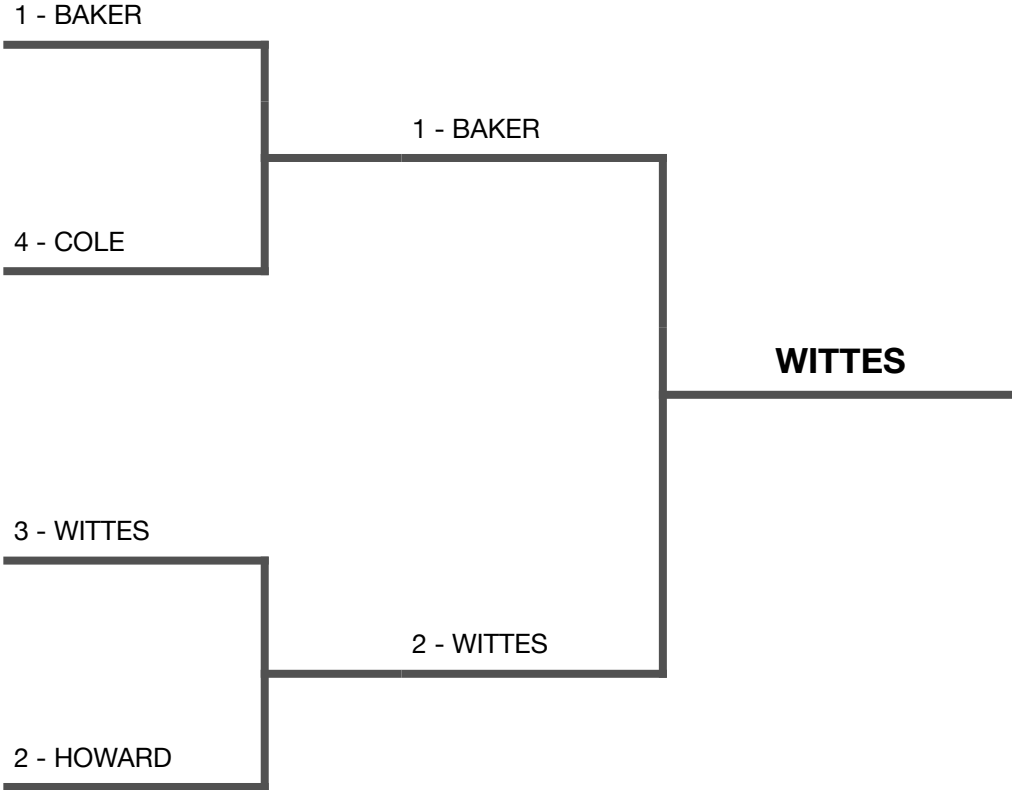 1 - BAKER
1 - BAKER
4 - COLE
WITTES
3 - WITTES
2 - WITTES
2 - HOWARD